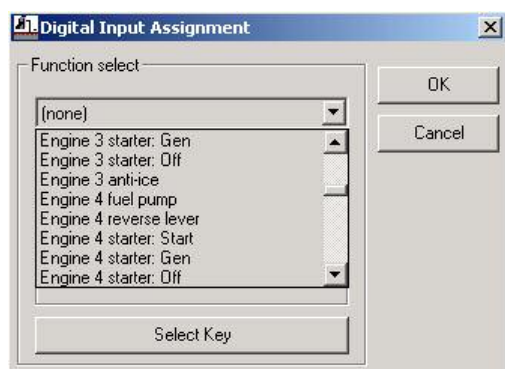 Digital Input Assignment
Function select
OK
(none)
Cancel
Engine 3 starter: Gen
Engine 3 starter: Off
Engine 3 anti-ice
Engine 4 fuel pump
Engine 4 reverse lever
Engine 4 starter: Start
Engine 4 starter: Gen
Engine 4 starter: Off
Select Key